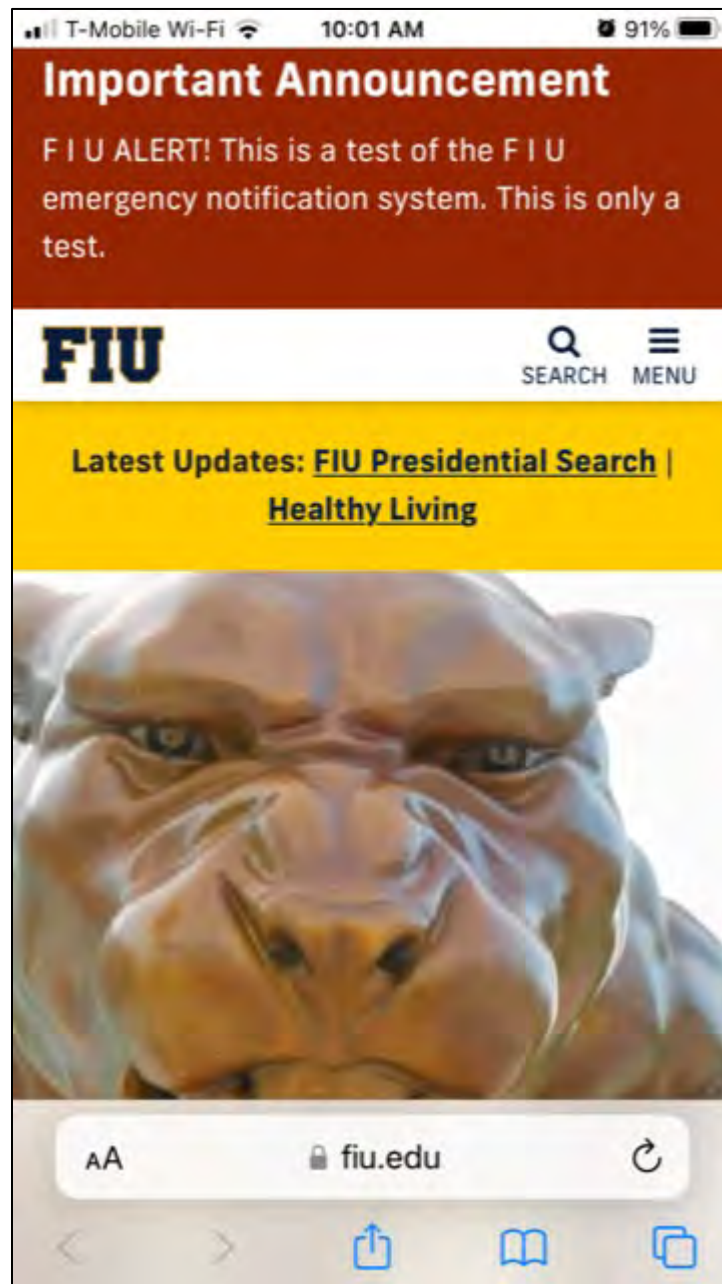 T-Mobile Wi-Fi 10:01 AM 91%
Important Announcement
F I U ALERT! This is a test of the F I U
emergency notification system. This is only a
test.
FIU
SEARCH MENU
Latest Updates: FIU Presidential Search |
Healthy Living
AA fiu.edu